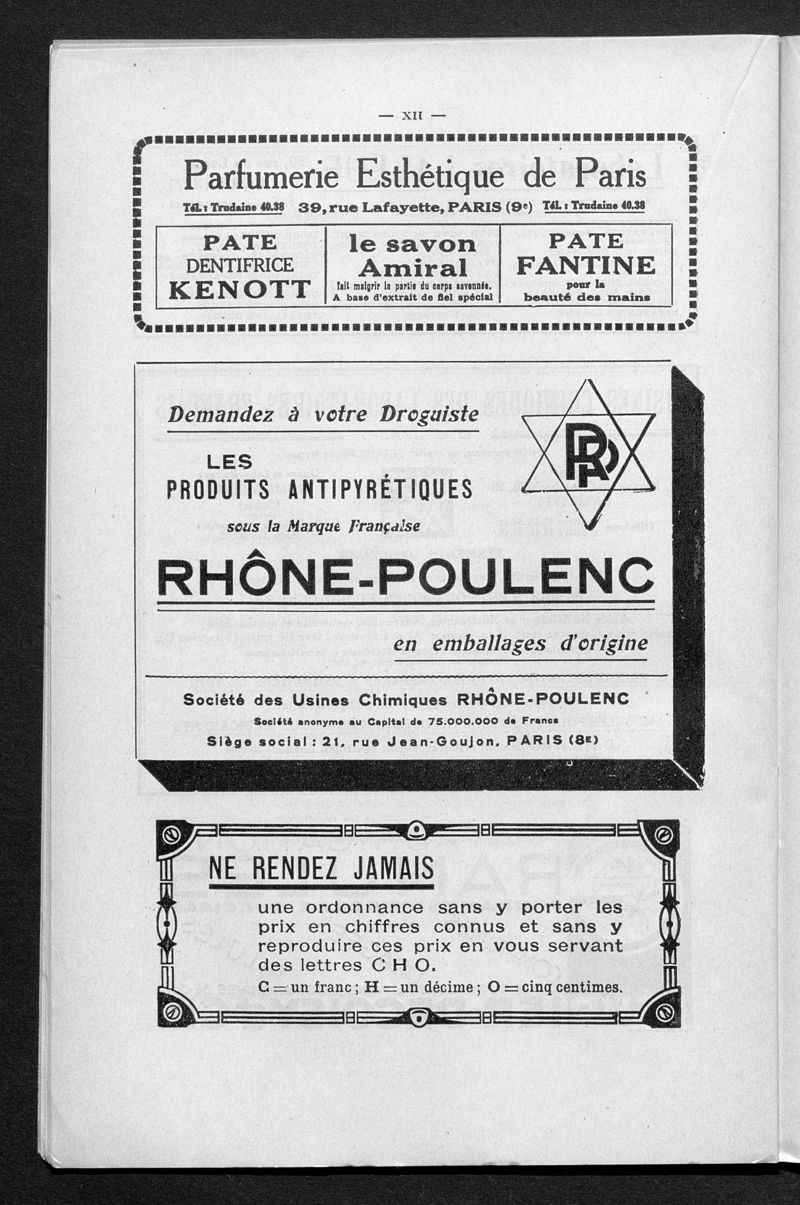 — XII —
Parfumerie Esthétique de Paris
Tél. : Trudaine 40.38 39, rue Lafayette, PARIS (9e) Tél. : Trudaine 40.38
PATE
DENTIFRICE
KENOTT
le savon
Amiral
fait maigrir la partie du corps savonnée.
A base d'extrait de fiel spécial
PATE
FANTINE
pour la
beauté des mains
Demandez à votre Droguiste
LES
PRODUITS ANTIPYRÉTIQUES
sous la Marque Française
RHÔNE-POULENC
en emballages d'origine
Société des Usines Chimiques RHÔNE-POULENC
Société anonyme au Capital de 75.000.000 de Francs
Siège social : 21, rue Jean-Goujon, PARIS (8E)
NE RENDEZ JAMAIS
une ordonnance sans y porter les
prix en chiffres connus et sans y
reproduire ces prix en vous servant
des lettres C H O.
C = un franc ; H = un décime ; O = cinq centimes.